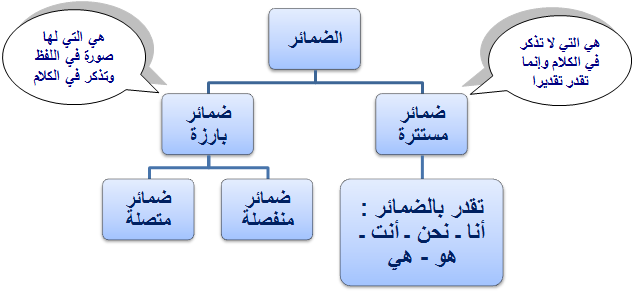 الضمائر
هي التي لا تذكر
في الكلام وإنما
تقدر تقديرا
هي التي لها
صورة في اللفظ
وتذكر في الكلام
ضمائر
مستترة
ضمائر
بارزة
تقدر بالضمائر :
أنا ـ نحن ـ أنت ـ
هو - هي
ضمائر
منفصلة
ضمائر
متصلة